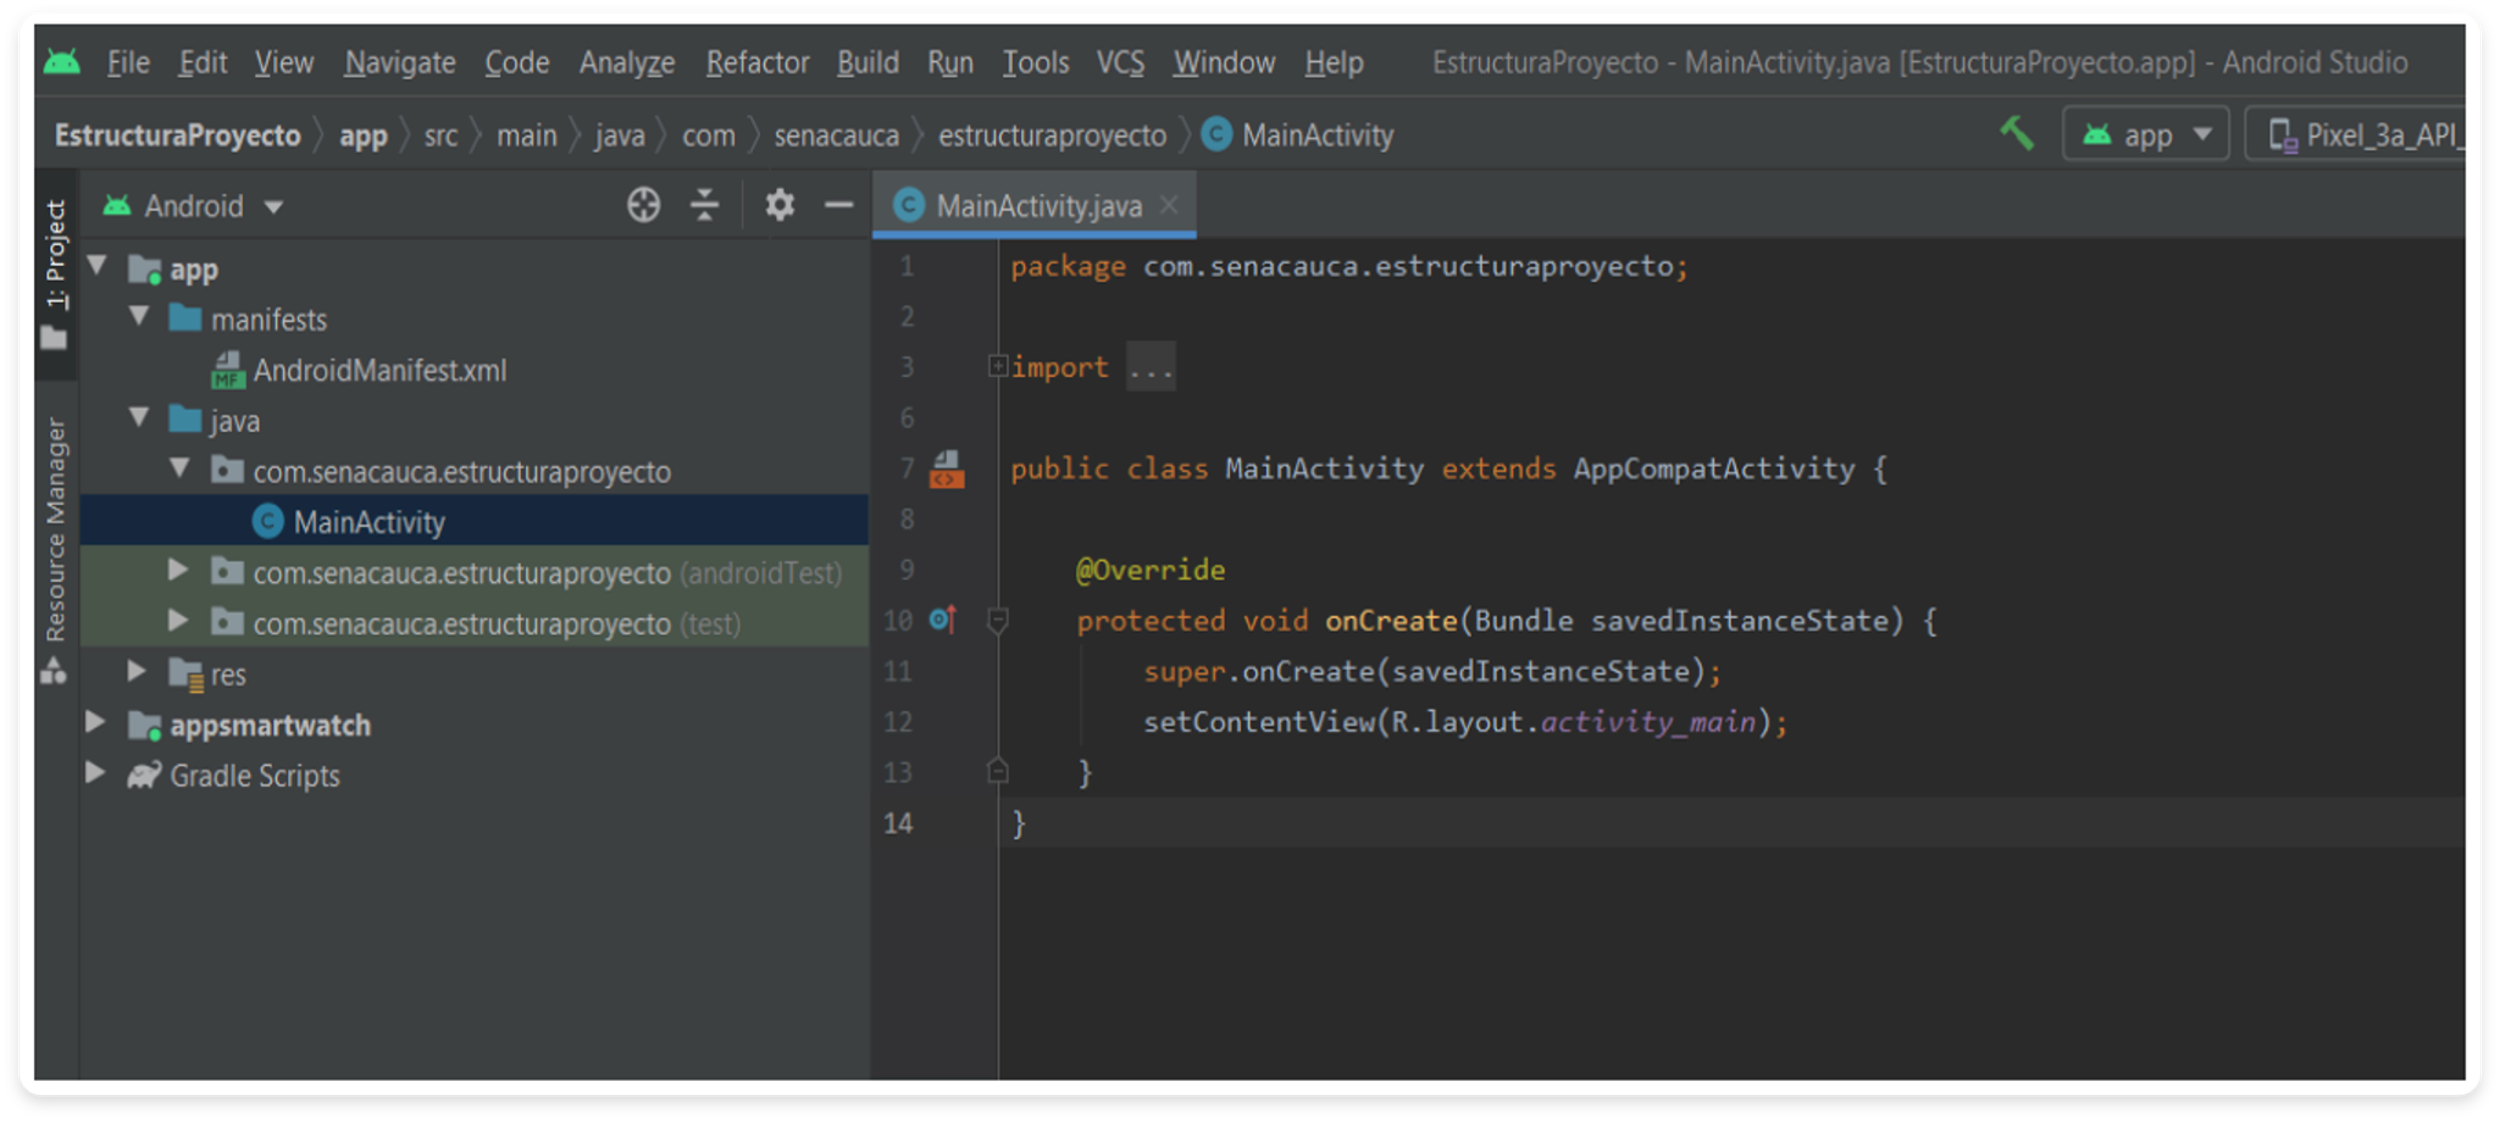 File Edit View Navigate Code Analyze Refactor Build Run Tools VCS Window Help EstructuraProyecto - MainActivity.java [EstructuraProyecto.app] - Android Studio
EstructuraProyecto app src main java com senacauca estructuraproyecto C MainActivity app Pixel_3a_API_
1: Project
Resource Manager
Android
app
manifests
MF AndroidManifest.xml
java
com.senacauca.estructuraproyecto
C MainActivity
com.senacauca.estructuraproyecto (androidTest)
com.senacauca.estructuraproyecto (test)
res
appsmartwatch
Gradle Scripts
C MainActivity.java ×
1 package com.senacauca.estructuraproyecto;
2
3 import ...
6
7 public class MainActivity extends AppCompatActivity {
8
9 @Override
10 protected void onCreate(Bundle savedInstanceState) {
11 super.onCreate(savedInstanceState);
12 setContentView(R.layout.activity_main);
13 }
14 }